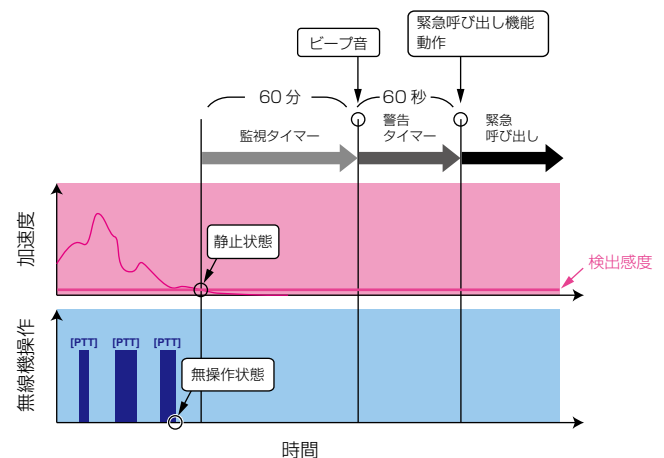 緊急呼び出し機能
動作
ビープ音
60 分
60 秒
監視タイマー
警告
タイマー
緊急
呼び出し
加速度
静止状態
検出感度
無線機操作
[PTT] [PTT] [PTT]
無操作状態
時間